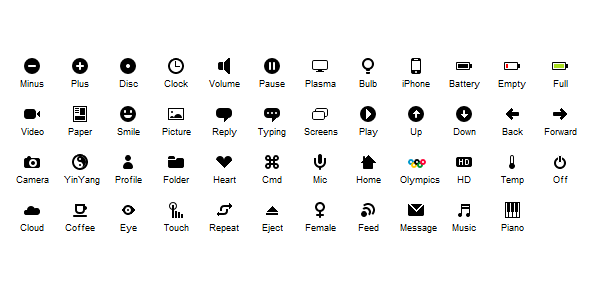 Minus Plus Disc Clock Volume Pause Plasma Bulb iPhone Battery Empty Full
Video Paper Smile Picture Reply Typing Screens Play Up Down Back Forward
HD
Camera YinYang Profile Folder Heart Cmd Mic Home Olympics HD Temp Off
Cloud Coffee Eye Touch Repeat Eject Female Feed Message Music Piano